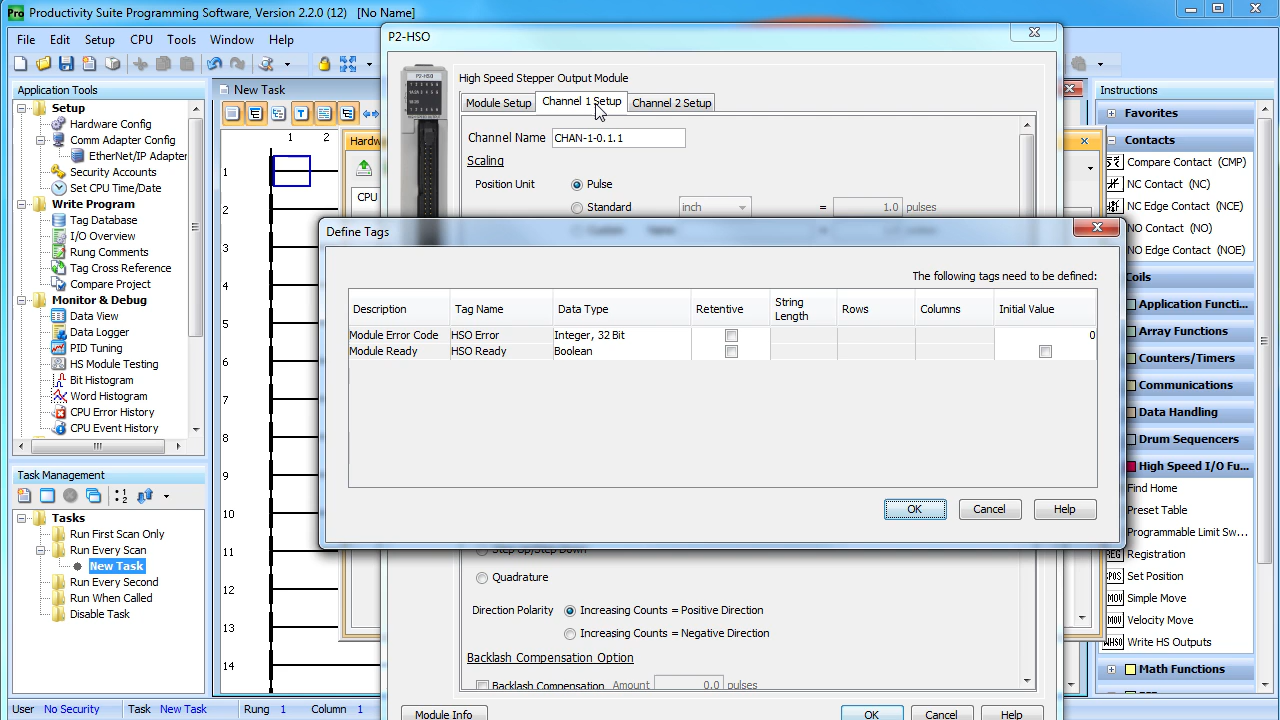 Pro Productivity Suite Programming Software, Version 2.2.0 (12) [No Name]
File Edit Setup CPU Tools Window Help
Application Tools
Setup
Hardware Config
Comm Adapter Config
EtherNet/IP Adapter
Security Accounts
Set CPU Time/Date
Write Program
Tag Database
I/O Overview
Rung Comments
Tag Cross Reference
Compare Project
Monitor & Debug
Data View
Data Logger
PID Tuning
HS Module Testing
Bit Histogram
Word Histogram
CPU Error History
CPU Event History
Task Management
Tasks
Run First Scan Only
Run Every Scan
New Task
Run Every Second
Run When Called
Disable Task
New Task
1 2
1
2
3
4
5
6
7
8
9
10
11
12
13
14
Hardw
CPU
P2-HSO
P2-HSO
High Speed Stepper Output Module
Module Setup Channel 1 Setup Channel 2 Setup
Channel Name CHAN-1-0.1.1
Scaling
Position Unit Pulse
Standard inch = 1.0 pulses
Custom Name
Define Tags
The following tags need to be defined:
Description Tag Name Data Type Retentive String Length Rows Columns Initial Value
Module Error Code HSO Error Integer, 32 Bit 0
Module Ready HSO Ready Boolean
OK Cancel Help
Step Up/Step Down
Quadrature
Direction Polarity Increasing Counts = Positive Direction
Increasing Counts = Negative Direction
Backlash Compensation Option
Backlash Compensation Amount 0.0 pulses
Module Info OK Cancel Help
Instructions
Favorites
Contacts
Compare Contact (CMP)
NC Contact (NC)
NC Edge Contact (NCE)
NO Contact (NO)
NO Edge Contact (NOE)
Coils
Application Functi...
Array Functions
Counters/Timers
Communications
Data Handling
Drum Sequencers
High Speed I/O Fu...
Find Home
Preset Table
Programmable Limit Sw...
REG Registration
POS Set Position
MOV Simple Move
MOV Velocity Move
WHSO Write HS Outputs
Math Functions
User No Security Task New Task Rung 1 Column 1